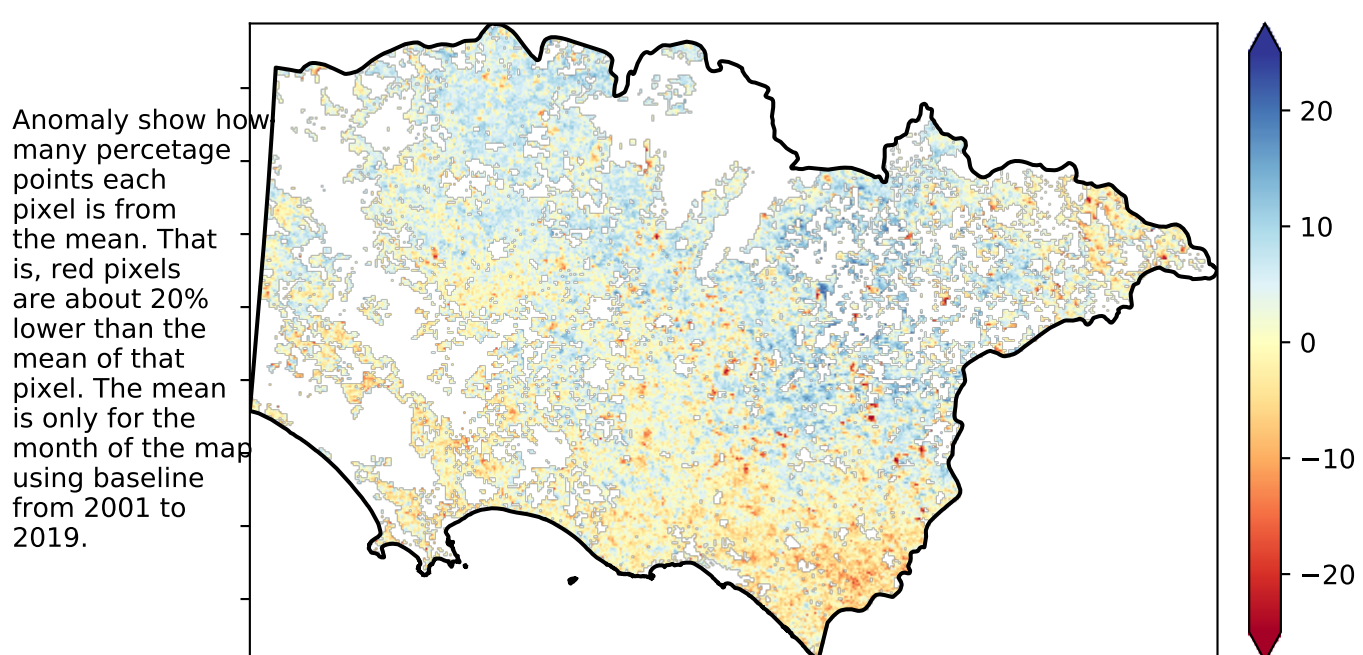 Anomaly show how
many percetage
points each
pixel is from
the mean. That
is, red pixels
are about 20%
lower than the
mean of that
pixel. The mean
is only for the
month of the map
using baseline
from 2001 to
2019.
20
10
0
−10
−20